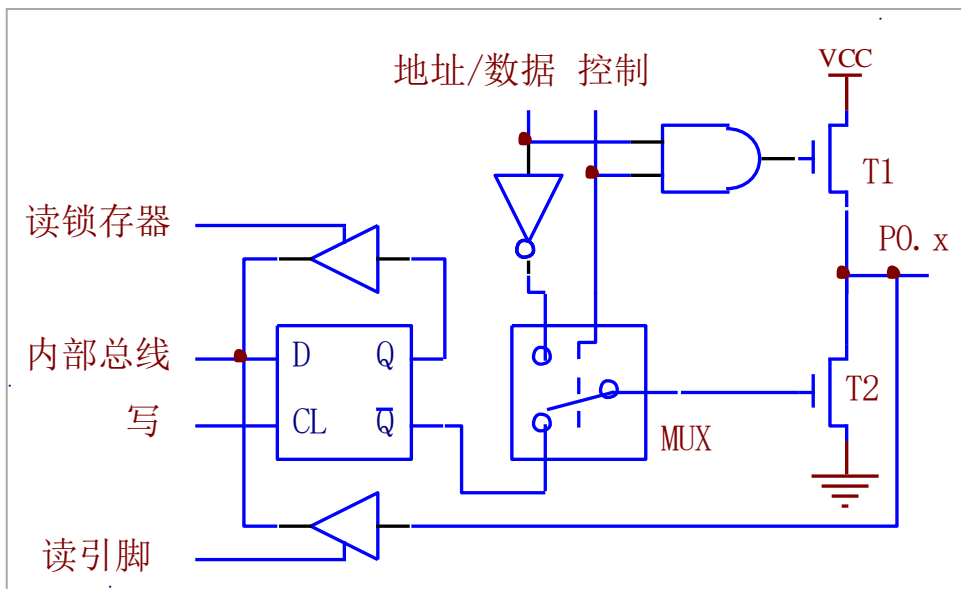 地址/数据 控制
VCC
T1
读锁存器
P0.x
内部总线
D Q
T2
写
CL Q̅
MUX
读引脚